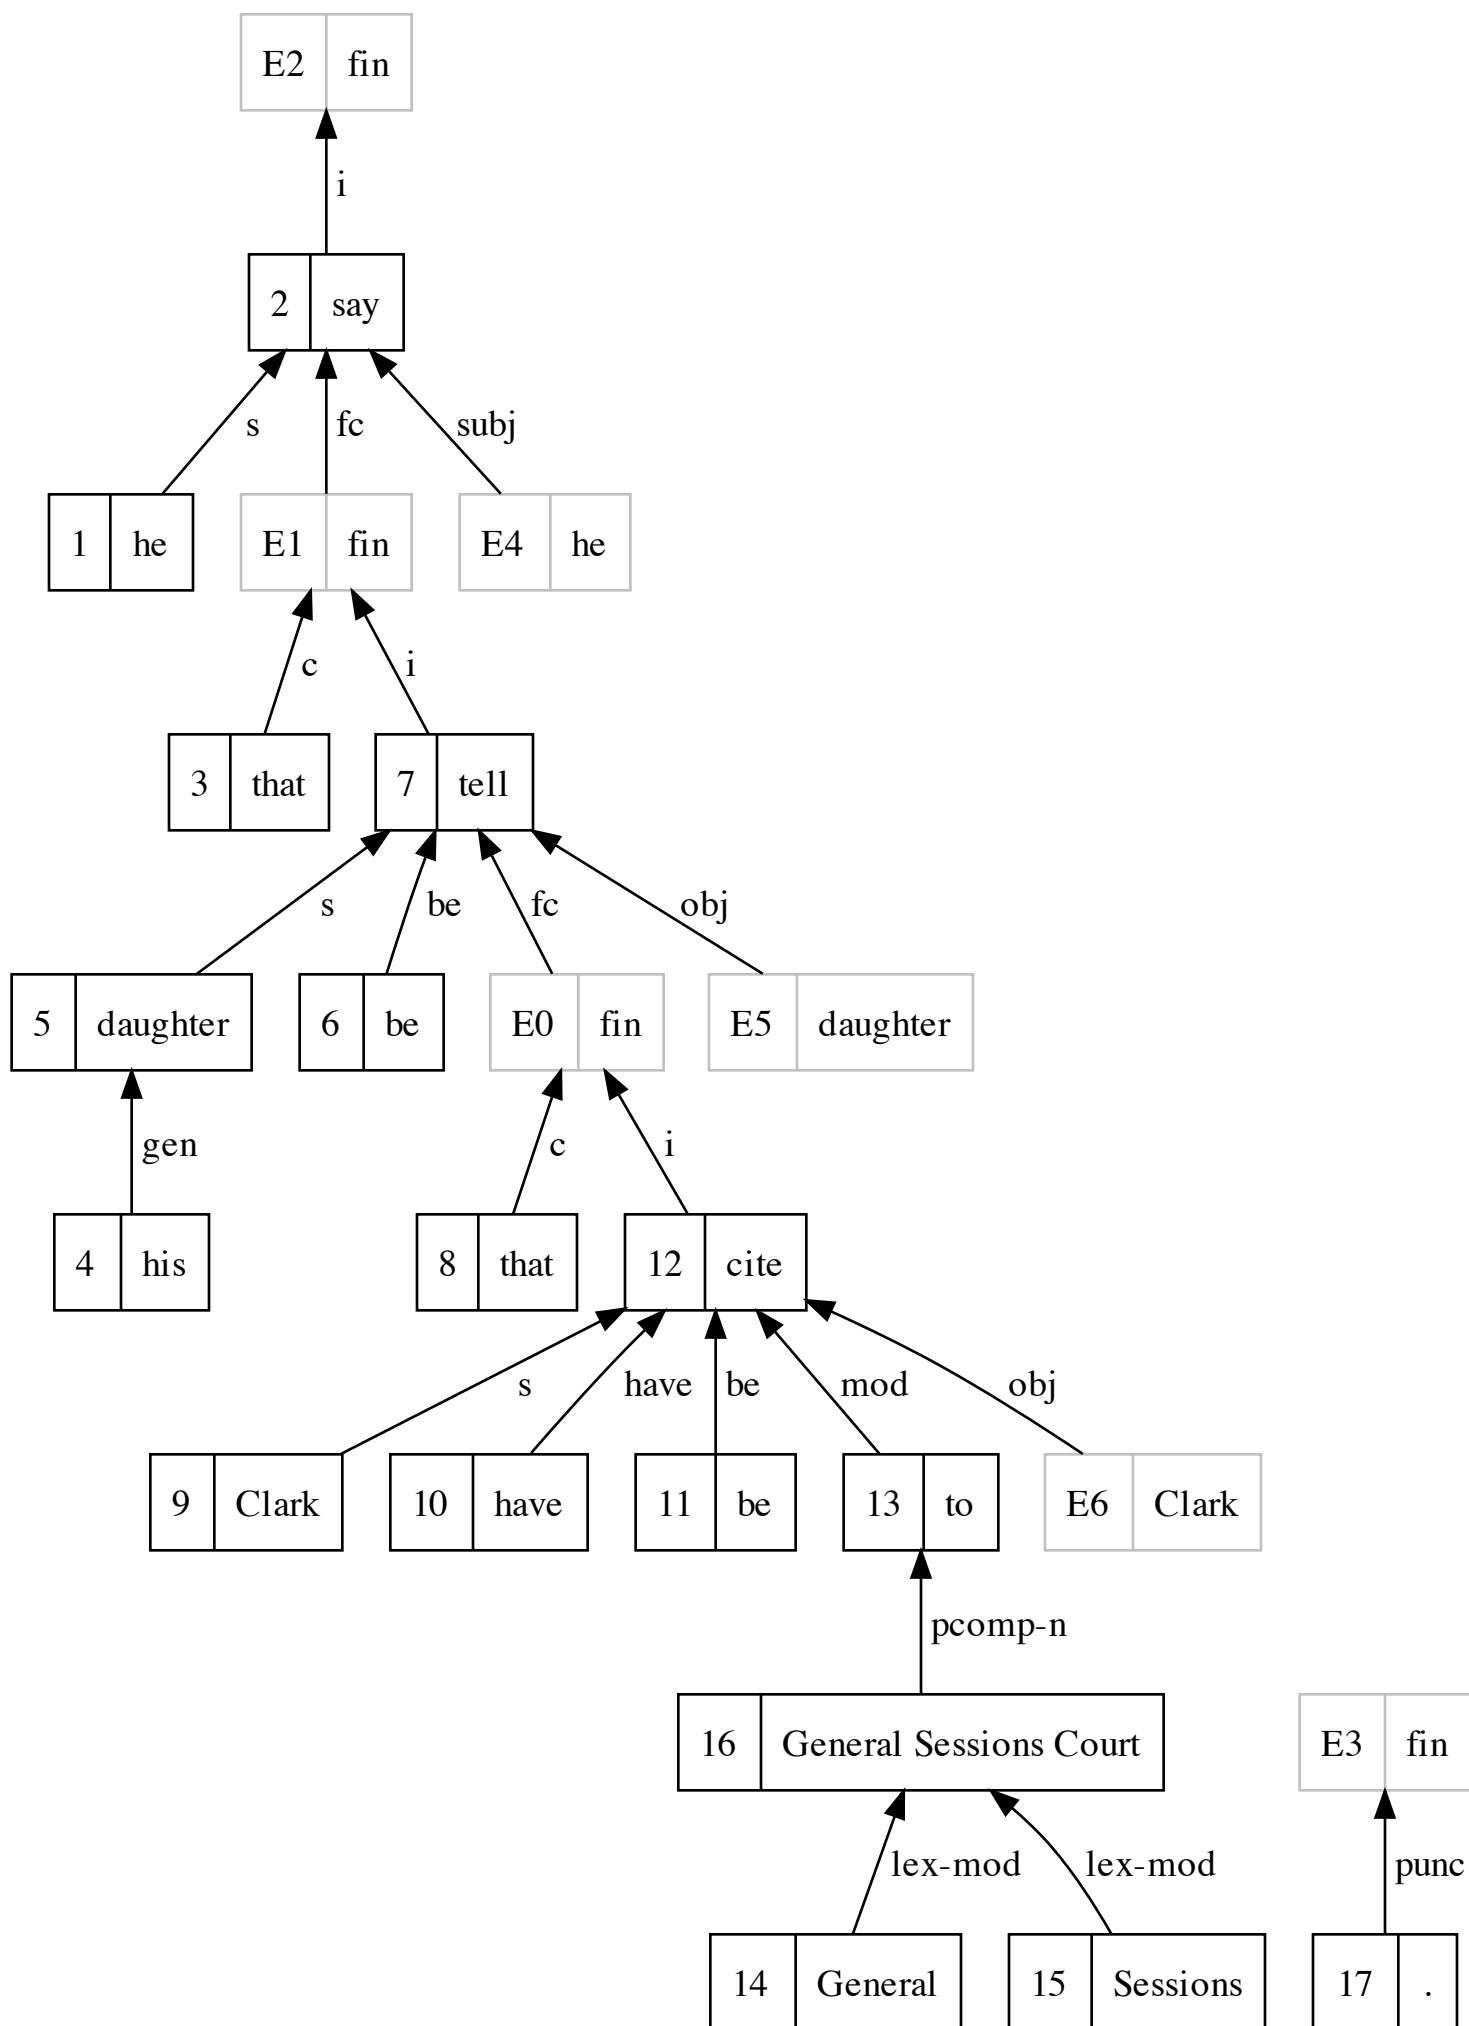 E2 fin
i
2 say
s fc subj
1 he E1 fin E4 he
c i
3 that 7 tell
s be fc obj
5 daughter 6 be E0 fin E5 daughter
gen c i
4 his 8 that 12 cite
s have be mod obj
9 Clark 10 have 11 be 13 to E6 Clark
pcomp-n
16 General Sessions Court E3 fin
lex-mod lex-mod punc
14 General 15 Sessions 17 .